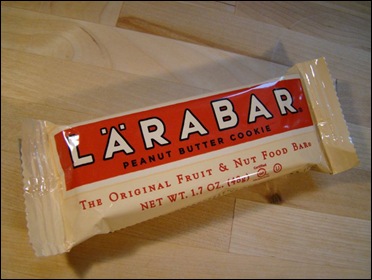 LÄRABAR
PEANUT BUTTER COOKIE
THE ORIGINAL FRUIT & NUT FOOD BARS
NET WT. 1.7 OZ. (48g)